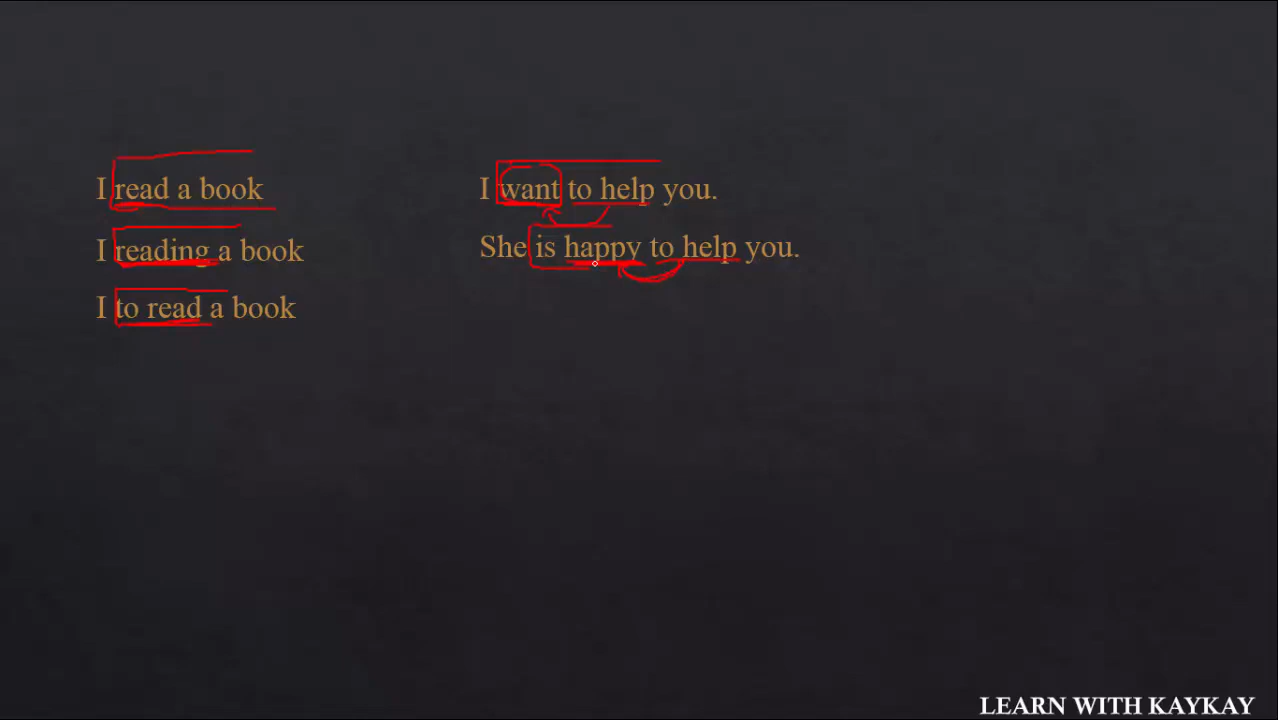 I read a book
I reading a book
I to read a book
I want to help you.
She is happy to help you.
LEARN WITH KAYKAY